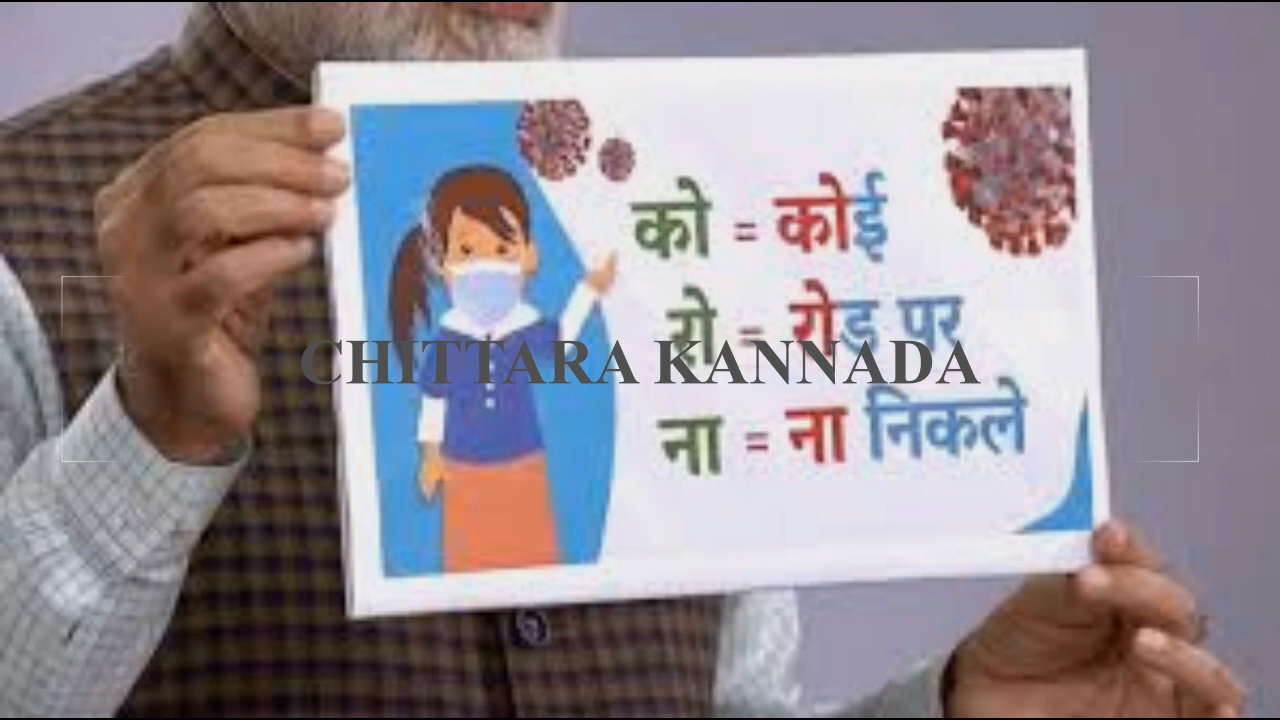 को = कोई
रो = रोड पर
CHITTARA KANNADA
ना = ना निकले